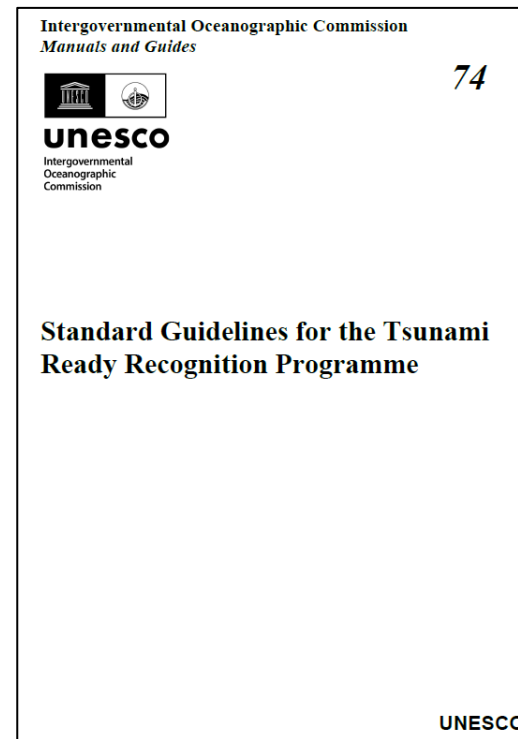 Intergovernmental Oceanographic Commission
Manuals and Guides
74
unesco
Intergovernmental
Oceanographic
Commission
Standard Guidelines for the Tsunami
Ready Recognition Programme
UNESCO